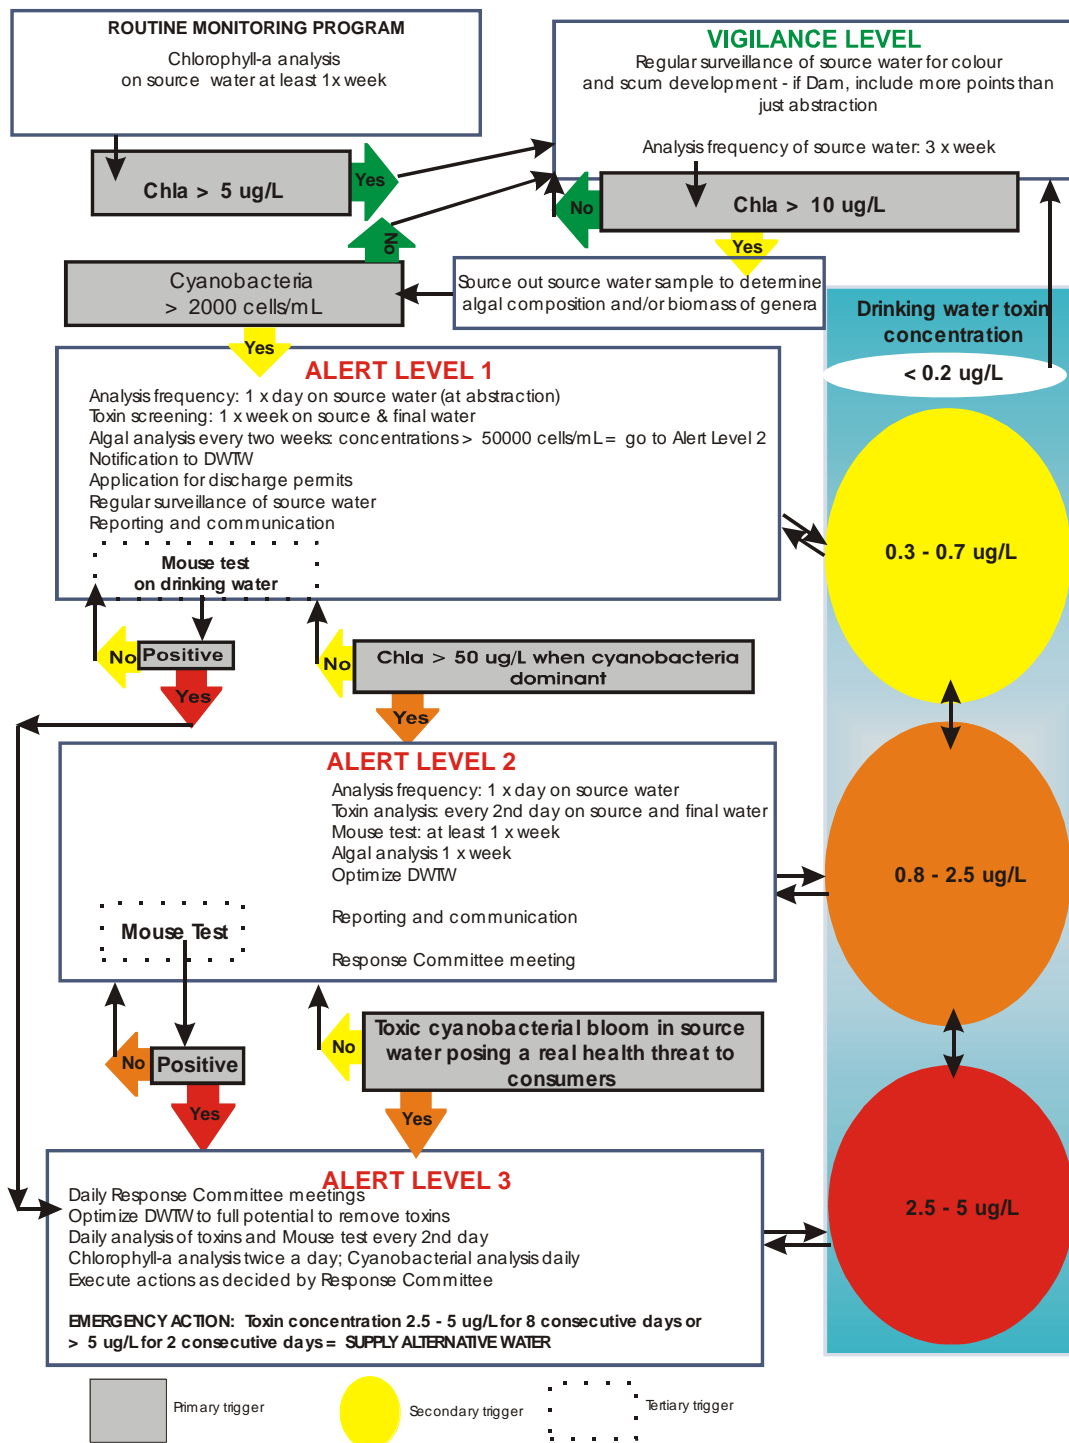 ROUTINE MONITORING PROGRAM
Chlorophyll-a analysis
on source water at least 1x week
VIGILANCE LEVEL
Regular surveillance of source water for colour
and scum development - if Dam, include more points than
just abstraction
Analysis frequency of source water: 3 x week
Chla > 5 ug/L
Yes
No
Chla > 10 ug/L
Yes
No
Cyanobacteria
> 2000 cells/mL
Source out source water sample to determine
algal composition and/or biomass of genera
Drinking water toxin
concentration
< 0.2 ug/L
Yes
ALERT LEVEL 1
Analysis frequency: 1 x day on source water (at abstraction)
Toxin screening: 1 x week on source & final water
Algal analysis every two weeks: concentrations > 50000 cells/mL = go to Alert Level 2
Notification to DWTW
Application for discharge permits
Regular surveillance of source water
Reporting and communication
Mouse test
on drinking water
0.3 - 0.7 ug/L
No
Positive
Yes
No
Chla > 50 ug/L when cyanobacteria
dominant
Yes
ALERT LEVEL 2
Analysis frequency: 1 x day on source water
Toxin analysis: every 2nd day on source and final water
Mouse test: at least 1 x week
Algal analysis 1 x week
Optimize DWTW
Reporting and communication
Response Committee meeting
Mouse Test
0.8 - 2.5 ug/L
No
Positive
Yes
No
Toxic cyanobacterial bloom in source
water posing a real health threat to
consumers
Yes
ALERT LEVEL 3
Daily Response Committee meetings
Optimize DWTW to full potential to remove toxins
Daily analysis of toxins and Mouse test every 2nd day
Chlorophyll-a analysis twice a day; Cyanobacterial analysis daily
Execute actions as decided by Response Committee
EMERGENCY ACTION: Toxin concentration 2.5 - 5 ug/L for 8 consecutive days or
> 5 ug/L for 2 consecutive days = SUPPLY ALTERNATIVE WATER
2.5 - 5 ug/L
Primary trigger
Secondary trigger
Tertiary trigger